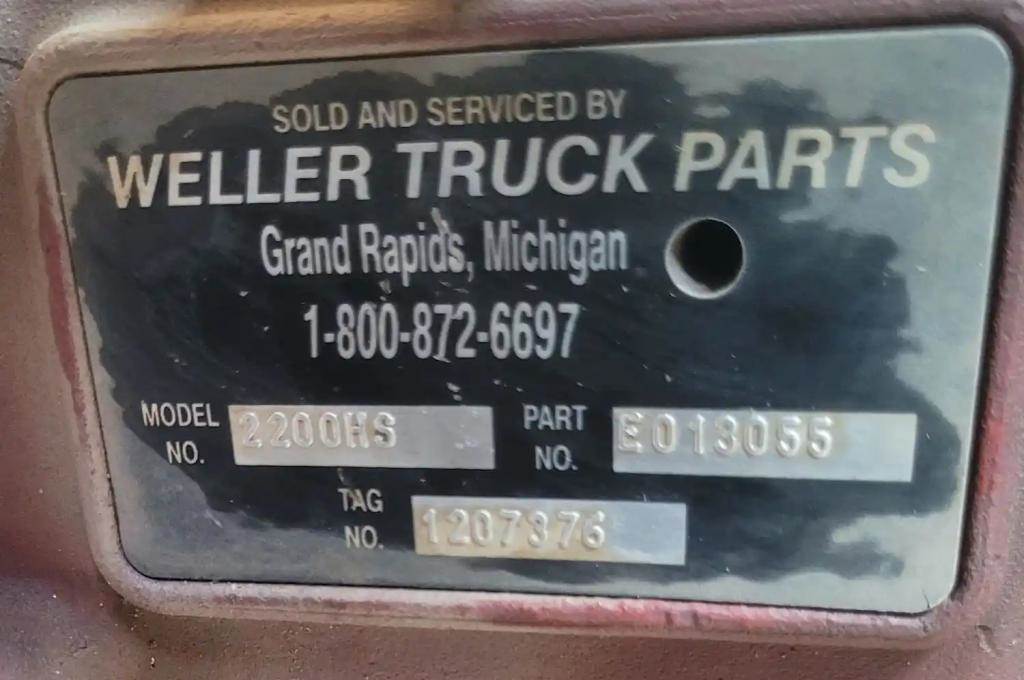 SOLD AND SERVICED BY
WELLER TRUCK PARTS
Grand Rapids, Michigan
1-800-872-6697
MODEL NO. 2200HS PART NO. E013055
TAG NO. 1207376